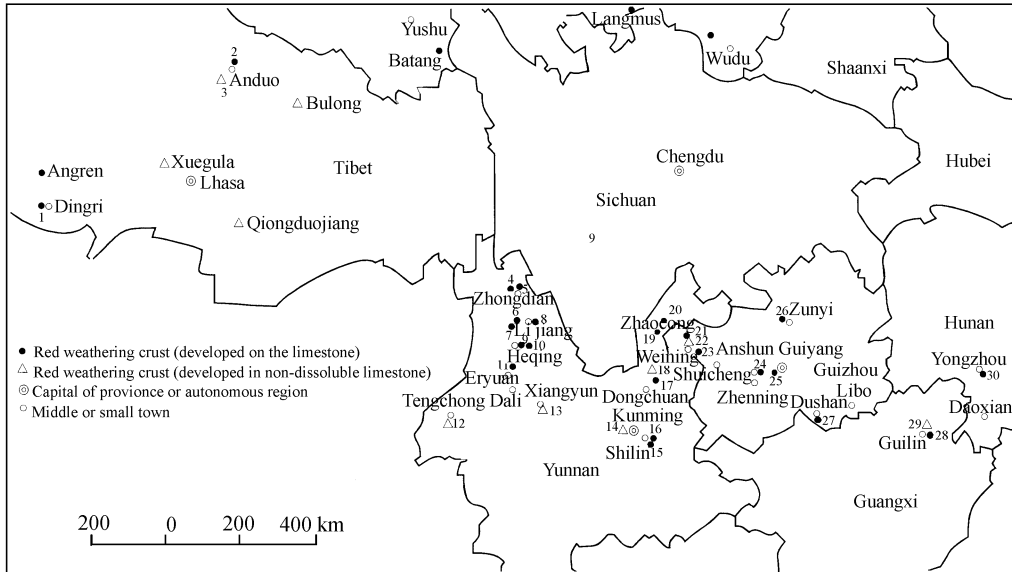 Yushu
Langmus
2
Batang
Wudu
Anduo
3
Shaanxi
Bulong
Chengdu
Hubei
Xuegula
Angren
Tibet
Lhasa
Sichuan
Dingri
1
Qiongduojiang
9
4
5
Zhongdian
6
7
Lijiang
8
9
10
Heqing
11
Eryuan
Tengchong Dali
12
Xiangyun
13
Zhaotong
20
19
21
22
Weihing
23
18
17
Dongchuan
Kunming
14
16
Shilin
15
Yunnan
26
Zunyi
Anshun Guiyang
Shuicheng
24
25
Guizhou
Zhenning
Libo
Dushan
27
Hunan
Yongzhou
30
Daoxian
29
Guilin
28
Guangxi
Red weathering crust (developed on the limestone)
Red weathering crust (developed in non-dissoluble limestone)
Capital of provionce or autonomous region
Middle or small town
200 0 200 400 km